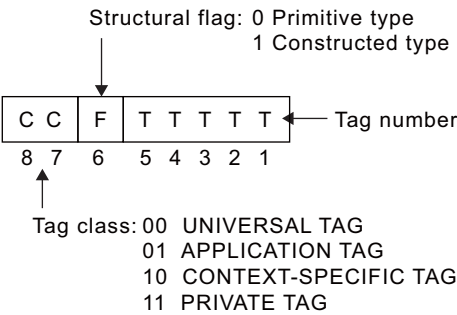 Structural flag: 0 Primitive type
1 Constructed type
C C F T T T T T Tag number
8 7 6 5 4 3 2 1
Tag class: 00 UNIVERSAL TAG
01 APPLICATION TAG
10 CONTEXT-SPECIFIC TAG
11 PRIVATE TAG